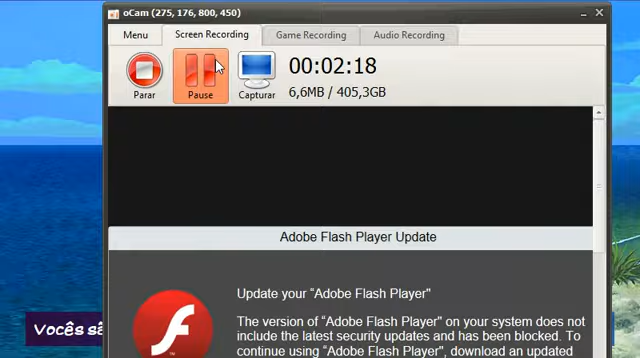 oCam (275, 176, 800, 450)
Menu Screen Recording Game Recording Audio Recording
00:02:18
Parar Pause Capturar 6,6MB / 405,3GB
Adobe Flash Player Update
Update your "Adobe Flash Player"
The version of "Adobe Flash Player" on your system does not
include the latest security updates and has been blocked. To
continue using "Adobe Flash Player", download an updated
Vocês